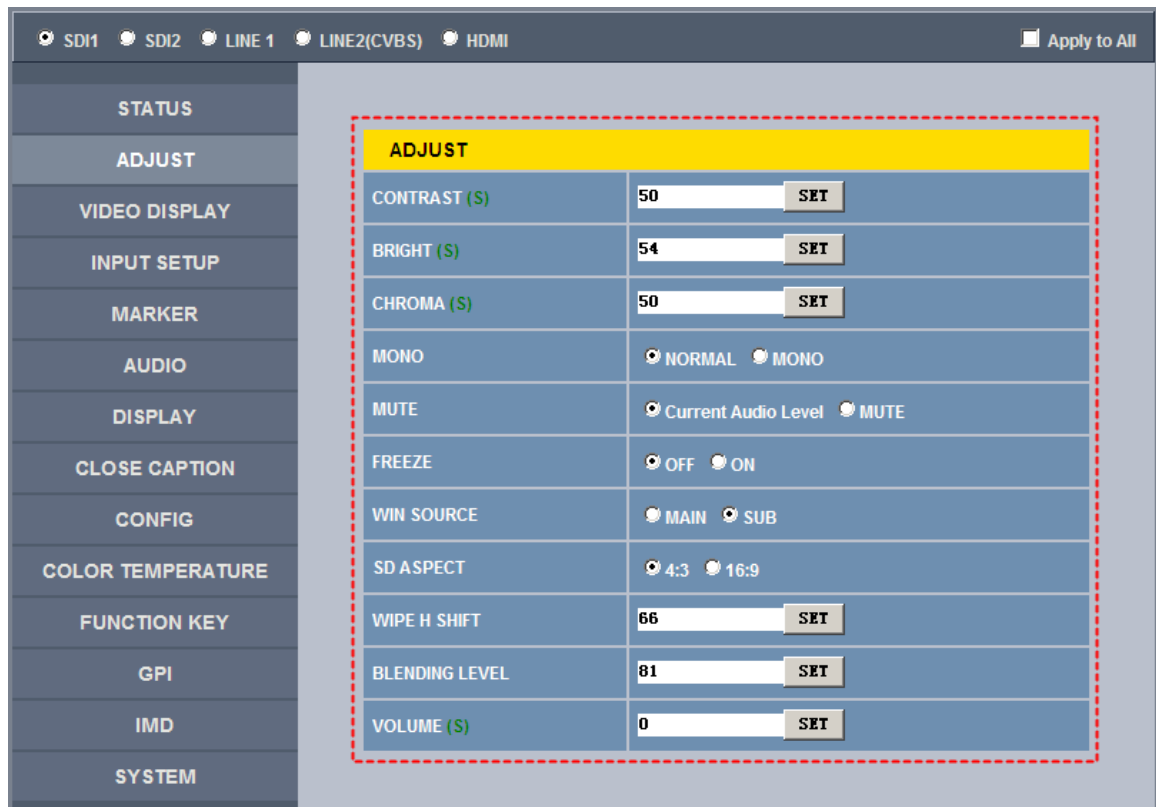 SDI1 SDI2 LINE 1 LINE2(CVBS) HDMI Apply to All
STATUS
ADJUST
VIDEO DISPLAY
INPUT SETUP
MARKER
AUDIO
DISPLAY
CLOSE CAPTION
CONFIG
COLOR TEMPERATURE
FUNCTION KEY
GPI
IMD
SYSTEM
ADJUST
CONTRAST (S) 50 SET
BRIGHT (S) 54 SET
CHROMA (S) 50 SET
MONO NORMAL MONO
MUTE Current Audio Level MUTE
FREEZE OFF ON
WIN SOURCE MAIN SUB
SD ASPECT 4:3 16:9
WIPE H SHIFT 66 SET
BLENDING LEVEL 81 SET
VOLUME (S) 0 SET